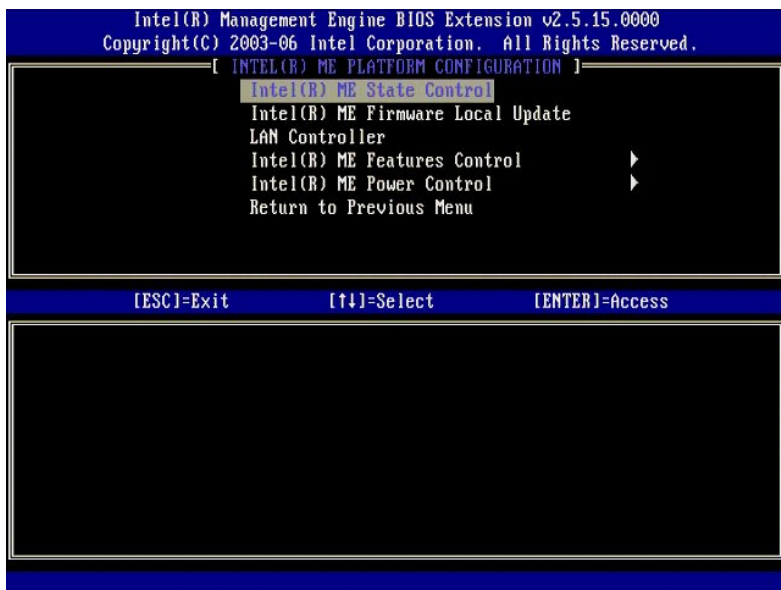 Intel(R) Management Engine BIOS Extension v2.5.15.0000
Copyright(C) 2003-06 Intel Corporation. All Rights Reserved.
[ INTEL(R) ME PLATFORM CONFIGURATION ]
Intel(R) ME State Control
Intel(R) ME Firmware Local Update
LAN Controller
Intel(R) ME Features Control
Intel(R) ME Power Control
Return to Previous Menu
[ESC]=Exit [↑↓]=Select [ENTER]=Access